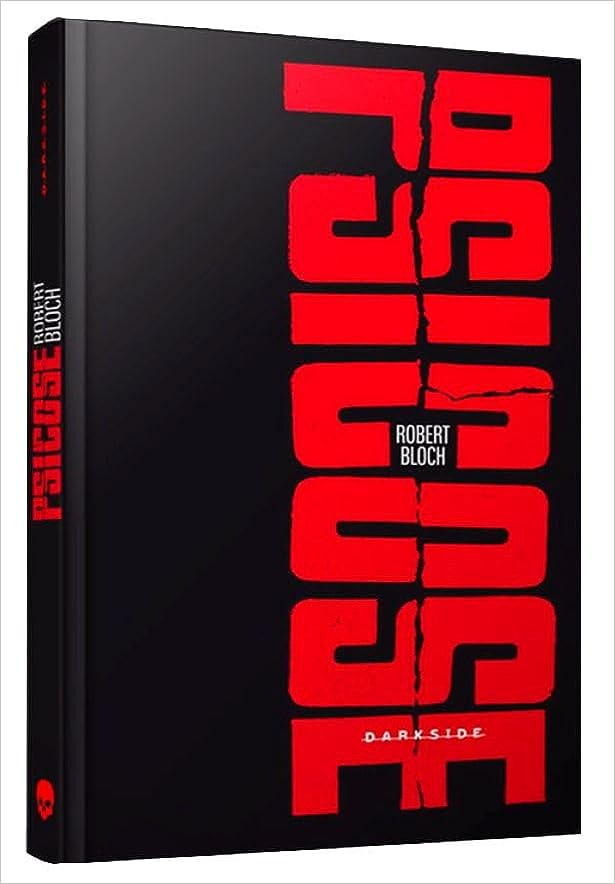 DARKSIDE
ROBERT
BLOCH
PSICOSE
PSICOSE
ROBERT
BLOCH
DARKSIDE